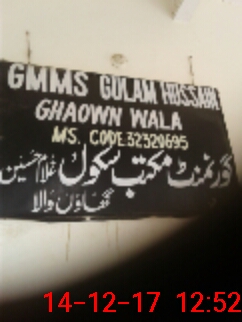 GMMS GULAM HUSSAIN
GHAOWN WALA
MS. CODE 32320695
گورنمنٹ مکتب سکول غلام حسین
گھاؤں والا
14-12-17 12:52